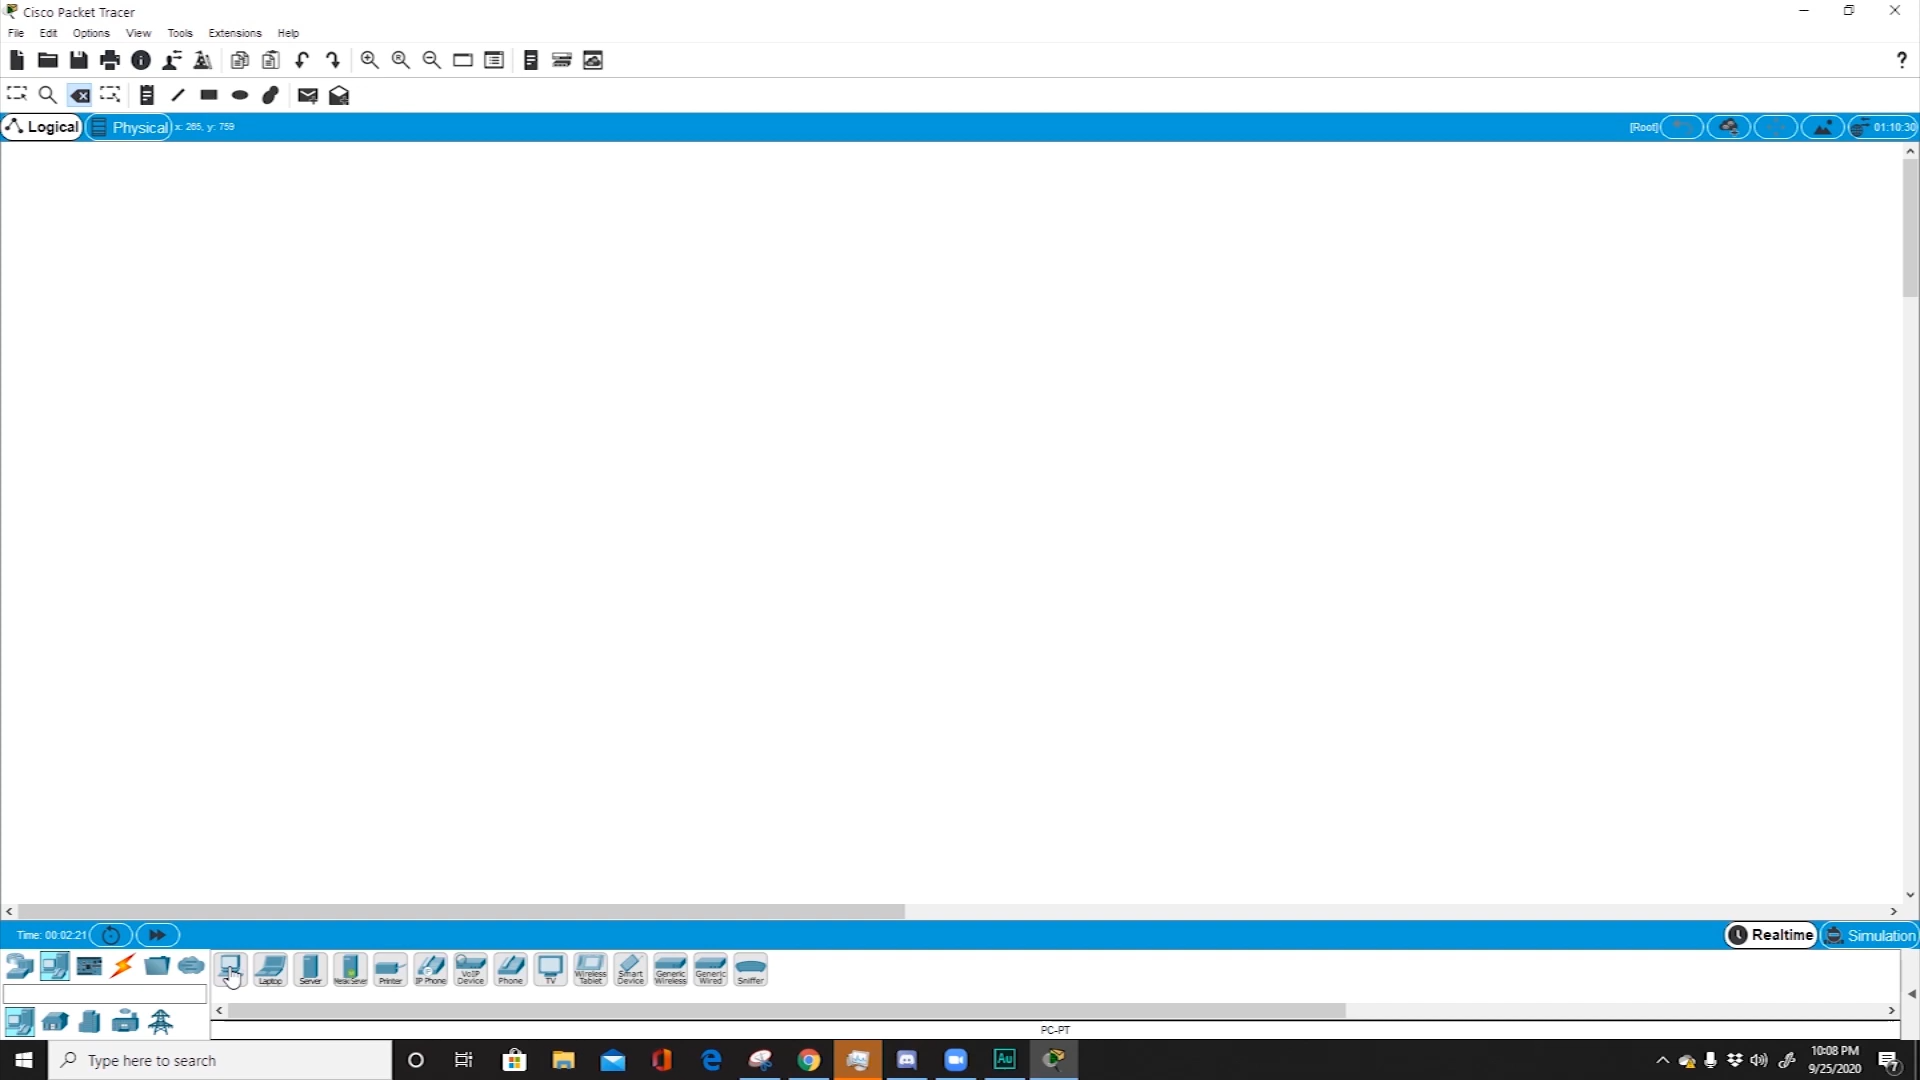 Cisco Packet Tracer
File Edit Options View Tools Extensions Help
?
Logical Physical x: 265, y: 759 [Root] 01:10:30
Time: 00:02:21 Realtime Simulation
Laptop Server Printer IP Phone VoIP Device Phone TV Wireless Tablet Smart Device Generic Wireless Generic Wired Sniffer
PC-PT
Type here to search Au 10:08 PM
9/25/2020 7